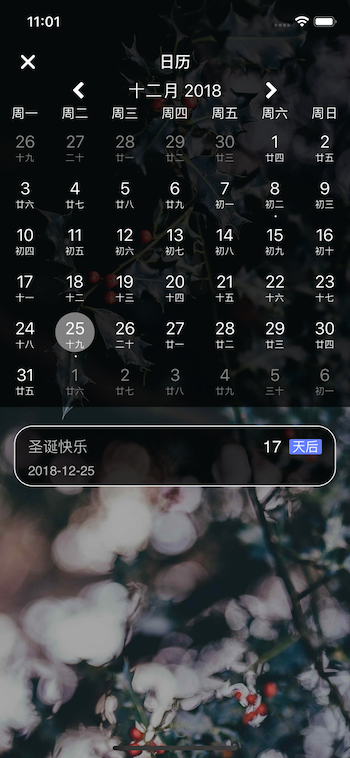 11:01
日历
十二月 2018
周一 周二 周三 周四 周五 周六 周日
26 27 28 29 30 1 2
十九 二十 廿一 廿二 廿三 廿四 廿五
3 4 5 6 7 8 9
廿六 廿七 廿八 廿九 初一 初二 初三
10 11 12 13 14 15 16
初四 初五 初六 初七 初八 初九 初十
17 18 19 20 21 22 23
十一 十二 十三 十四 十五 十六 十七
24 25 26 27 28 29 30
十八 十九 二十 廿一 廿二 廿三 廿四
31 1 2 3 4 5 6
廿五 廿六 廿七 廿八 廿九 三十 初一
圣诞快乐 17 天后
2018-12-25